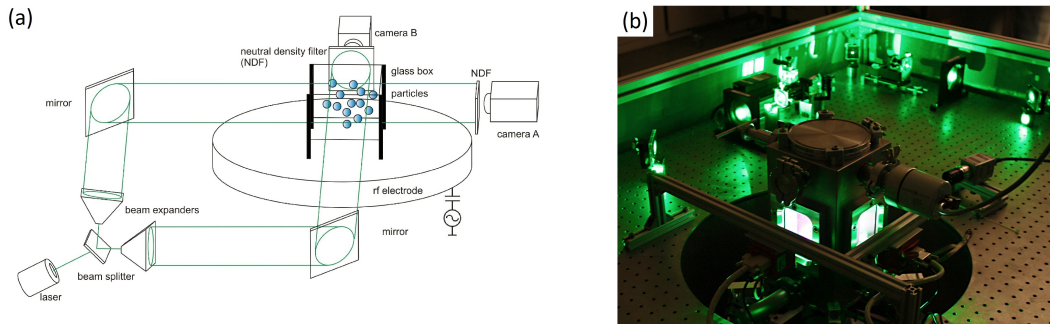 (a)
camera B
neutral density filter
(NDF)
glass box
NDF
particles
mirror
camera A
rf electrode
beam expanders
mirror
beam splitter
laser
(b)